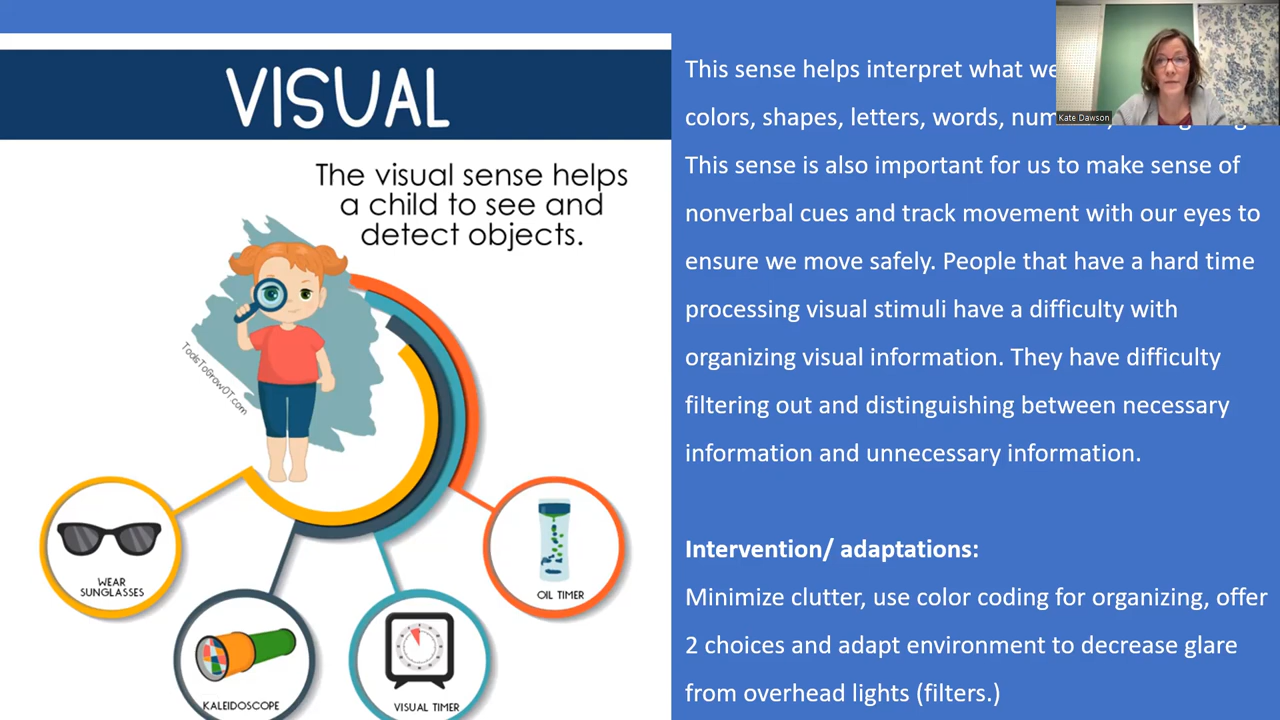 VISUAL
The visual sense helps
a child to see and
detect objects.
ToolsToGrowOT.com
WEAR
SUNGLASSES
KALEIDOSCOPE
VISUAL TIMER
OIL TIMER
This sense helps interpret what we
colors, shapes, letters, words,
This sense is also important for us to make sense of
nonverbal cues and track movement with our eyes to
ensure we move safely. People that have a hard time
processing visual stimuli have a difficulty with
organizing visual information. They have difficulty
filtering out and distinguishing between necessary
information and unnecessary information.
Intervention/ adaptations:
Minimize clutter, use color coding for organizing, offer
2 choices and adapt environment to decrease glare
from overhead lights (filters.)
Kate Dawson